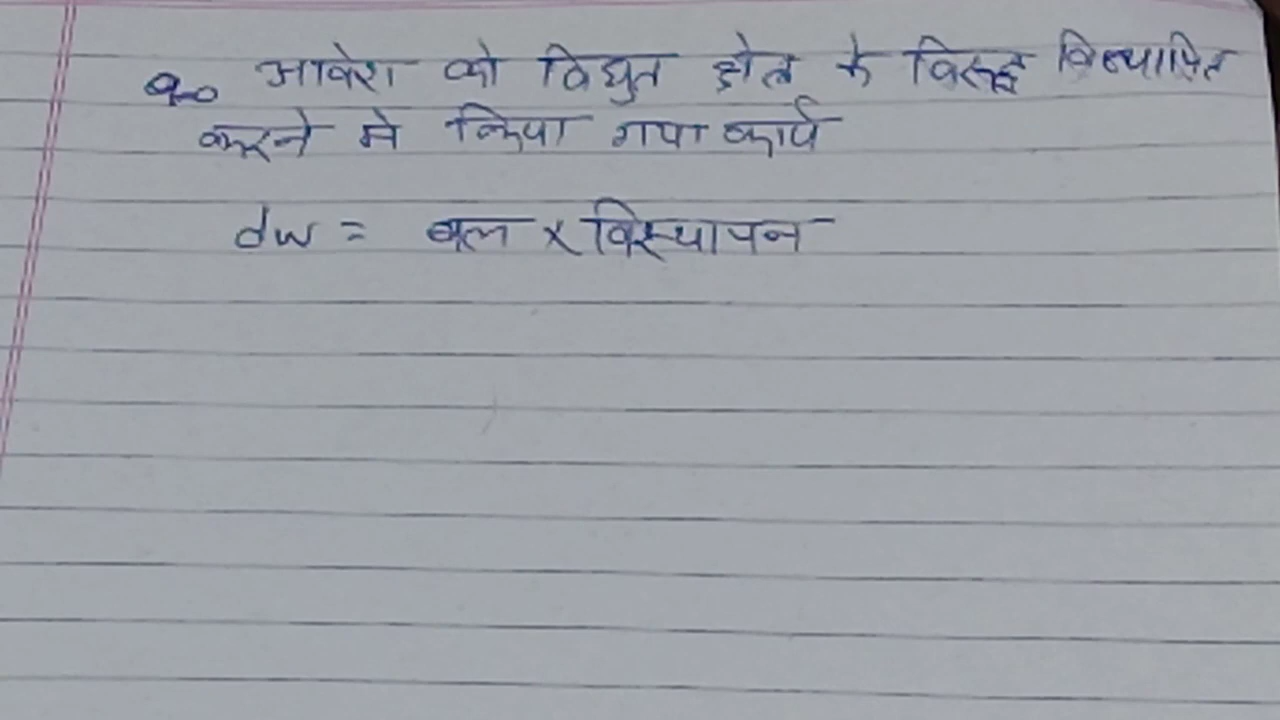 q₀ आवेश को विद्युत क्षेत्र के विरूद्ध विस्थापित
करने मे किया गया कार्य
dw = बल x विस्थापन